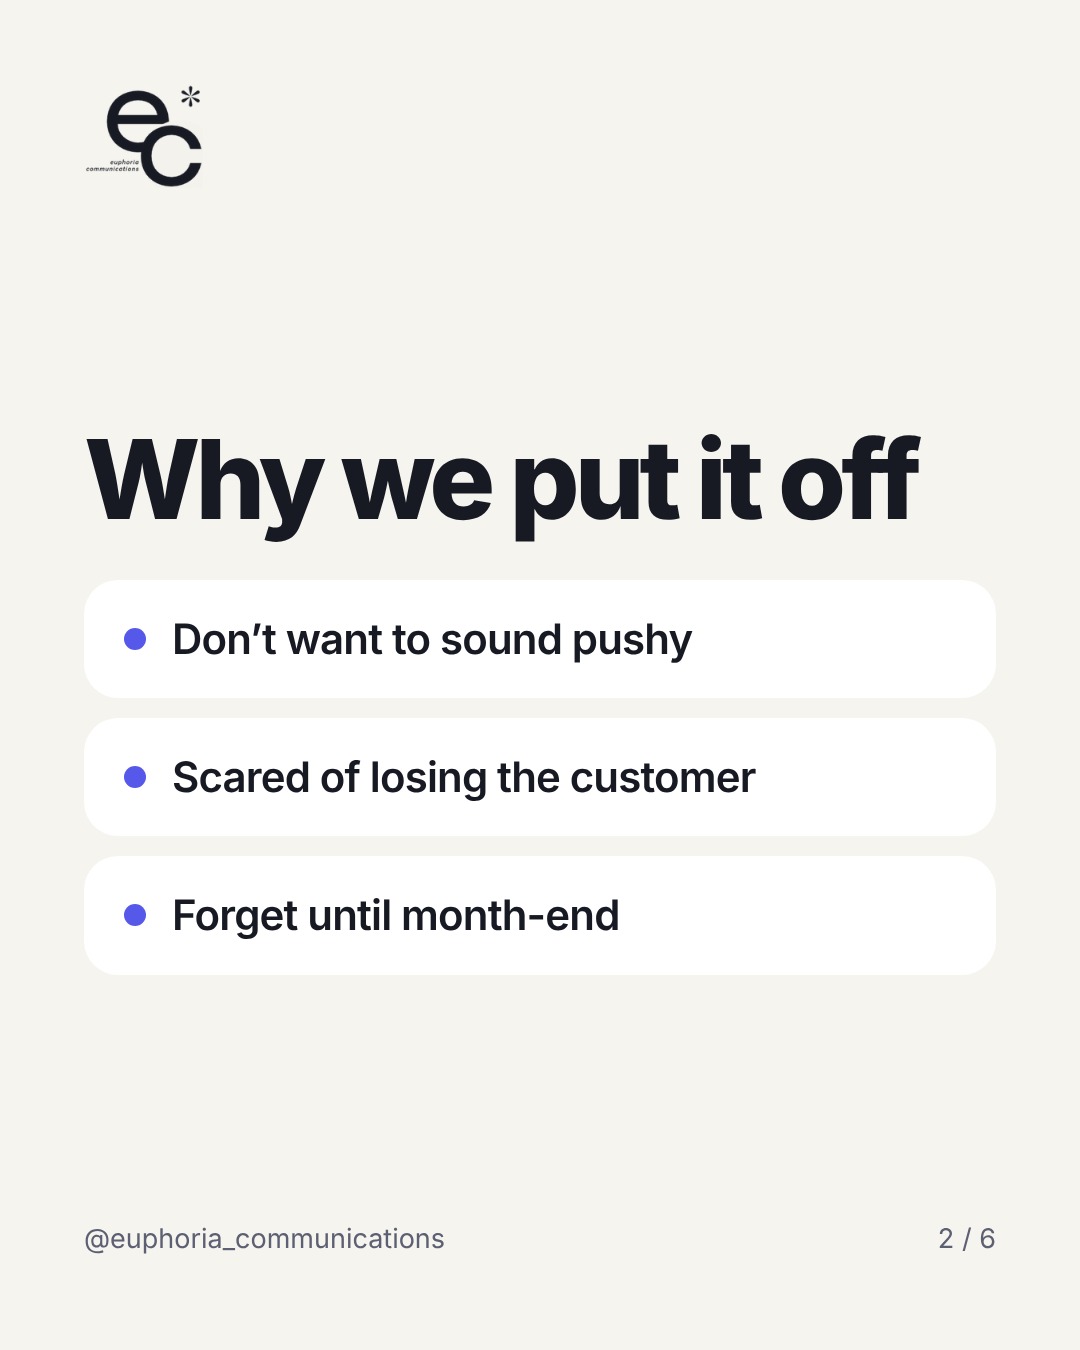 ec*
euphoria
communications
Why we put it off
Don’t want to sound pushy
Scared of losing the customer
Forget until month-end
@euphoria_communications
2 / 6